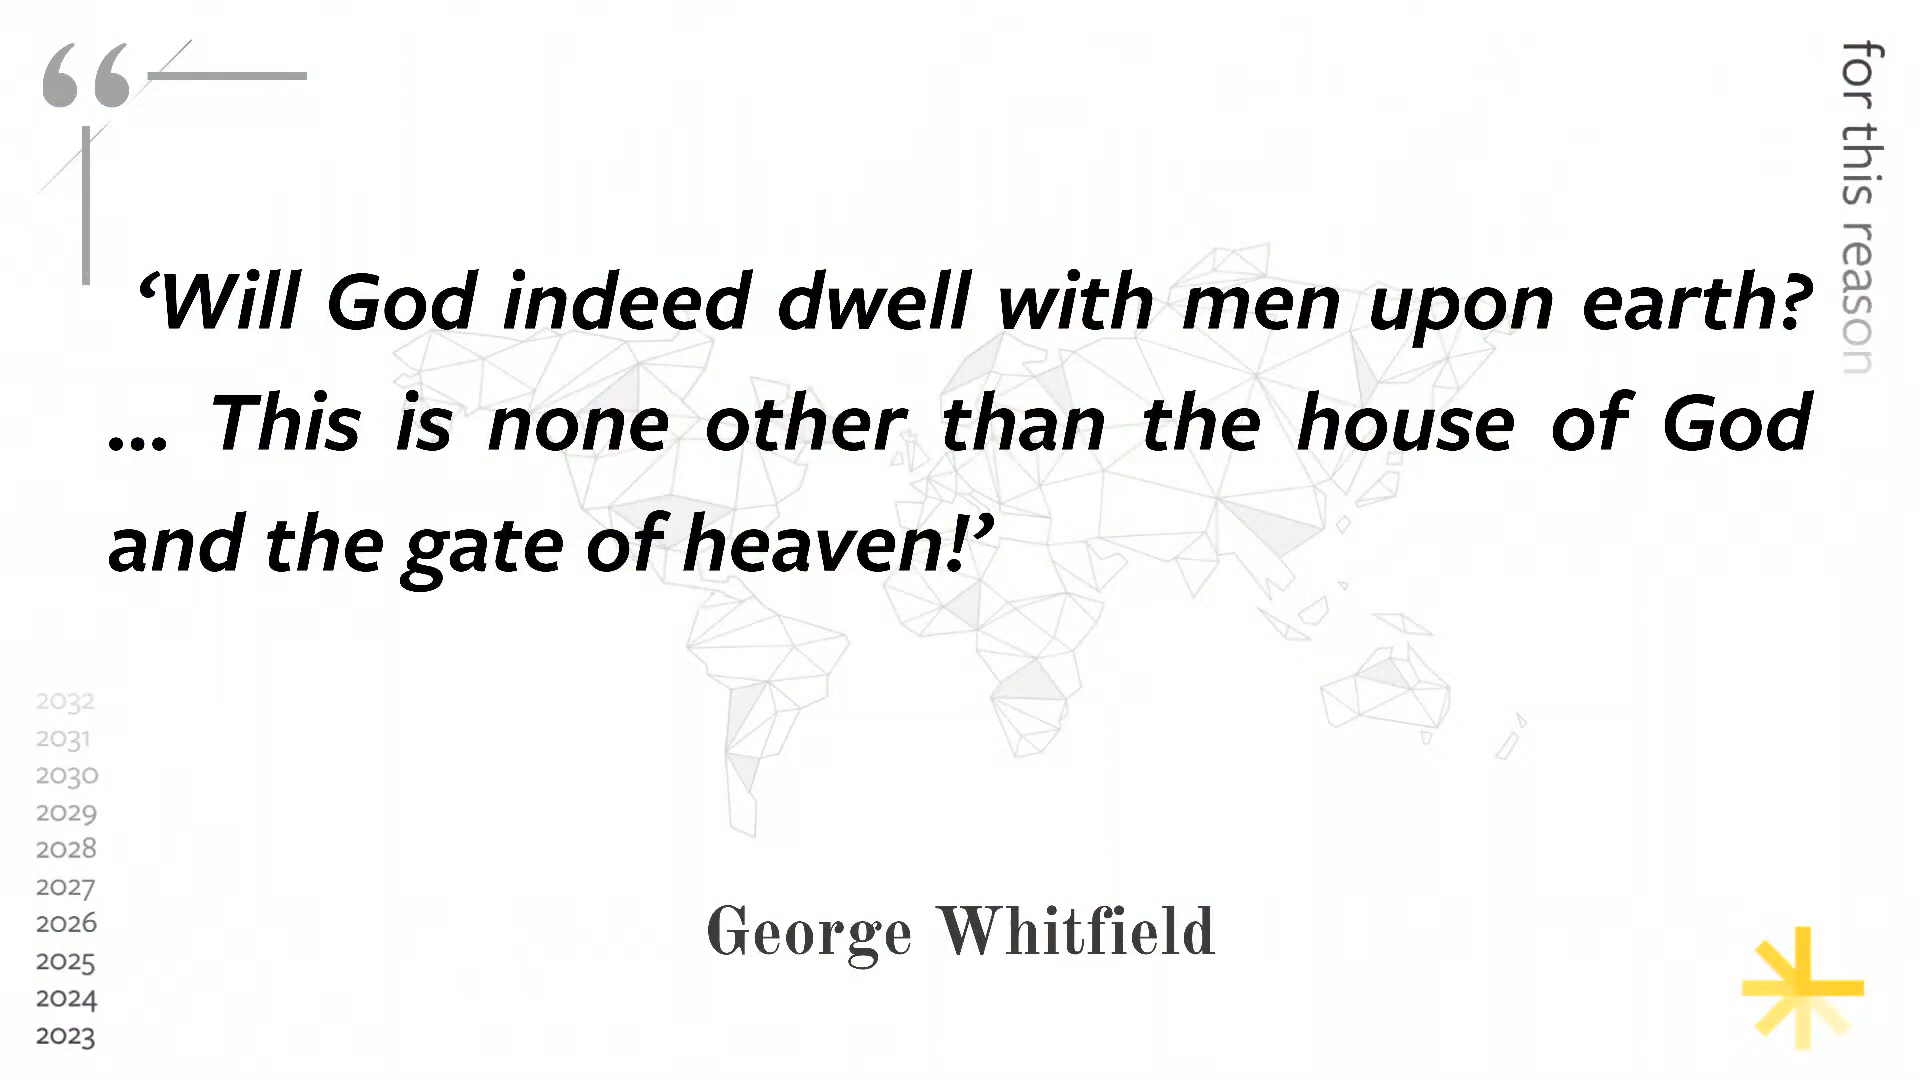 for this reason
‘Will God indeed dwell with men upon earth?
... This is none other than the house of God
and the gate of heaven!’
2032
2031
2030
2029
2028
2027
2026
2025
2024
2023
George Whitfield